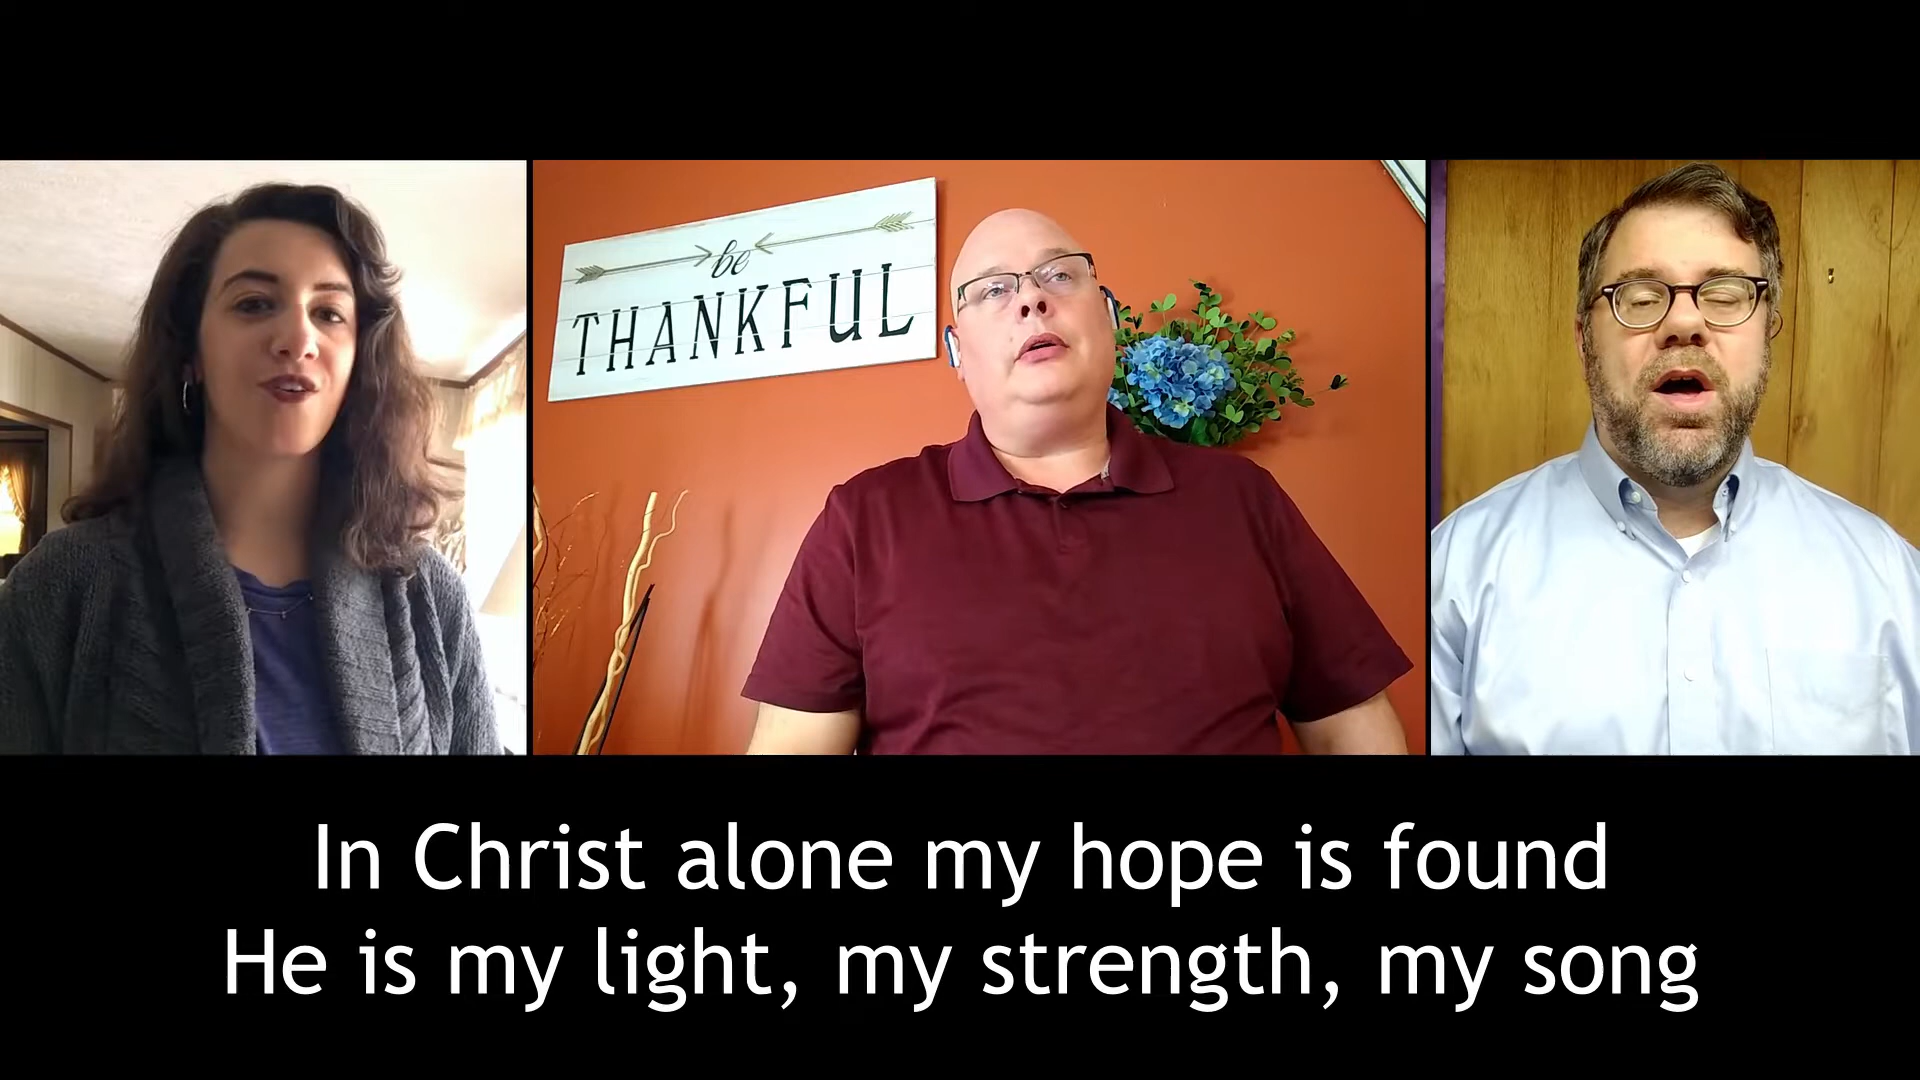 be
THANKFUL
In Christ alone my hope is found
He is my light, my strength, my song